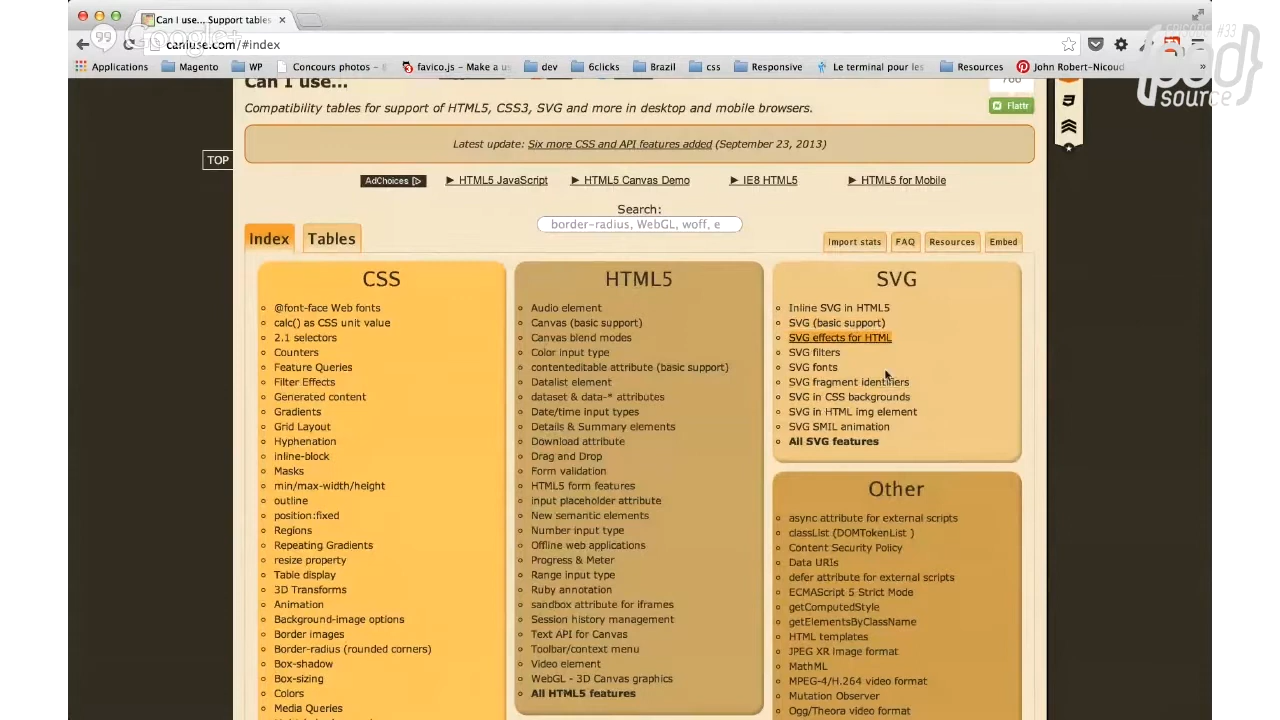 Can I use... Support tables
Google+
EPISODE #33
pod
source
caniuse.com/#index
Applications Magento WP Concours photos - favico.js - Make a u dev 6clicks Brazil css Responsive Le terminal pour les Resources John Robert-Nicoud »
Can I use...
Compatibility tables for support of HTML5, CSS3, SVG and more in desktop and mobile browsers.
Flattr
Latest update: Six more CSS and API features added (September 23, 2013)
TOP
AdChoices ► HTML5 JavaScript ► HTML5 Canvas Demo ► IE8 HTML5 ► HTML5 for Mobile
Search:
border-radius, WebGL, woff, e
Index Tables Import stats FAQ Resources Embed
CSS
@font-face Web fonts
calc() as CSS unit value
2.1 selectors
Counters
Feature Queries
Filter Effects
Generated content
Gradients
Grid Layout
Hyphenation
inline-block
Masks
min/max-width/height
outline
position:fixed
Regions
Repeating Gradients
resize property
Table display
3D Transforms
Animation
Background-image options
Border images
Border-radius (rounded corners)
Box-shadow
Box-sizing
Colors
Media Queries
HTML5
Audio element
Canvas (basic support)
Canvas blend modes
Color input type
contenteditable attribute (basic support)
Datalist element
dataset & data-* attributes
Date/time input types
Details & Summary elements
Download attribute
Drag and Drop
Form validation
HTML5 form features
input placeholder attribute
New semantic elements
Number input type
Offline web applications
Progress & Meter
Range input type
Ruby annotation
sandbox attribute for iframes
Session history management
Text API for Canvas
Toolbar/context menu
Video element
WebGL - 3D Canvas graphics
All HTML5 features
SVG
Inline SVG in HTML5
SVG (basic support)
SVG effects for HTML
SVG filters
SVG fonts
SVG fragment identifiers
SVG in CSS backgrounds
SVG in HTML img element
SVG SMIL animation
All SVG features
Other
async attribute for external scripts
classList (DOMTokenList )
Content Security Policy
Data URIs
defer attribute for external scripts
ECMAScript 5 Strict Mode
getComputedStyle
getElementsByClassName
HTML templates
JPEG XR image format
MathML
MPEG-4/H.264 video format
Mutation Observer
Ogg/Theora video format